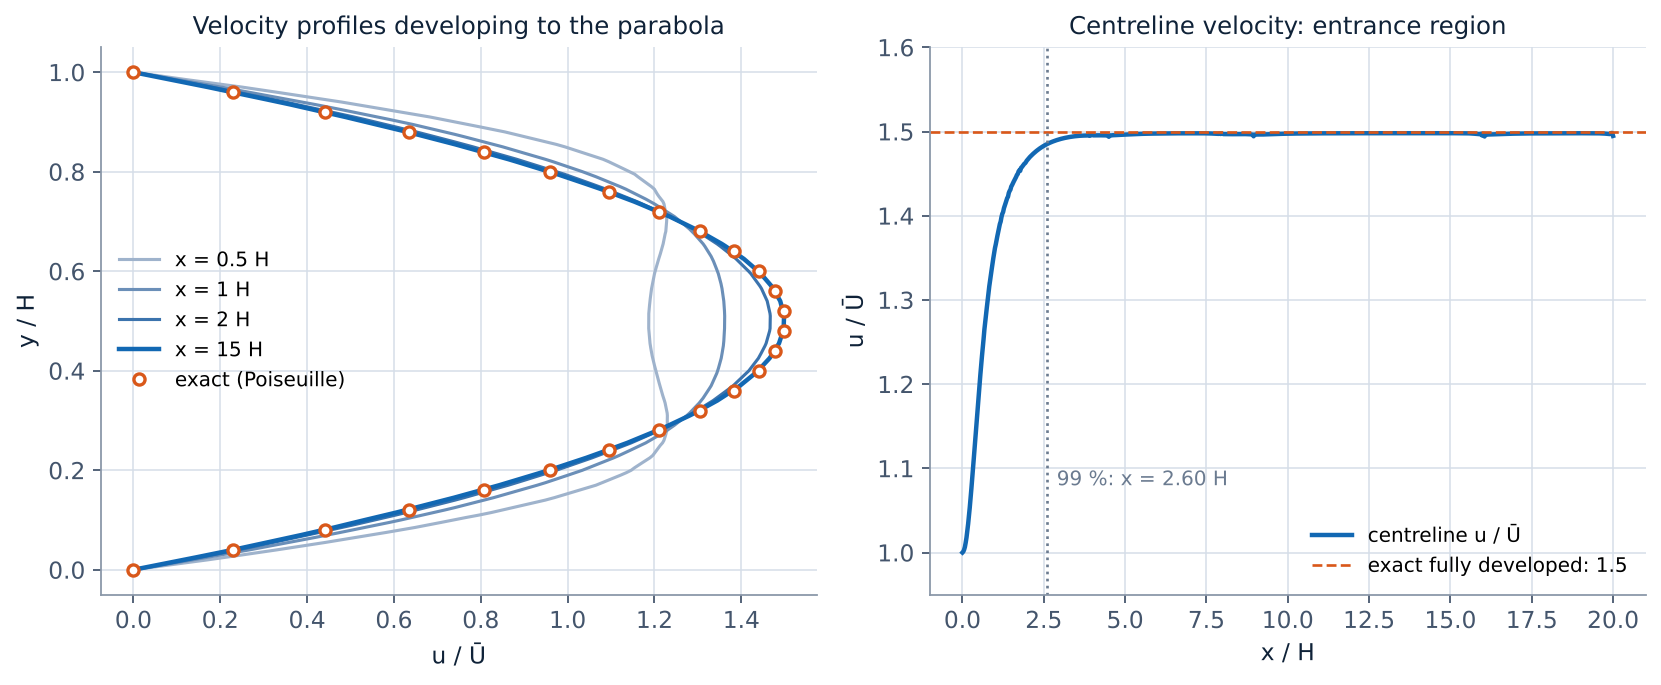 Velocity profiles developing to the parabola
1.0
0.8
0.6
0.4
0.2
0.0
y / H
x = 0.5 H
x = 1 H
x = 2 H
x = 15 H
exact (Poiseuille)
0.0 0.2 0.4 0.6 0.8 1.0 1.2 1.4
u / Ū
Centreline velocity: entrance region
1.6
1.5
1.4
1.3
1.2
1.1
1.0
u / Ū
99 %: x = 2.60 H
centreline u / Ū
exact fully developed: 1.5
0.0 2.5 5.0 7.5 10.0 12.5 15.0 17.5 20.0
x / H